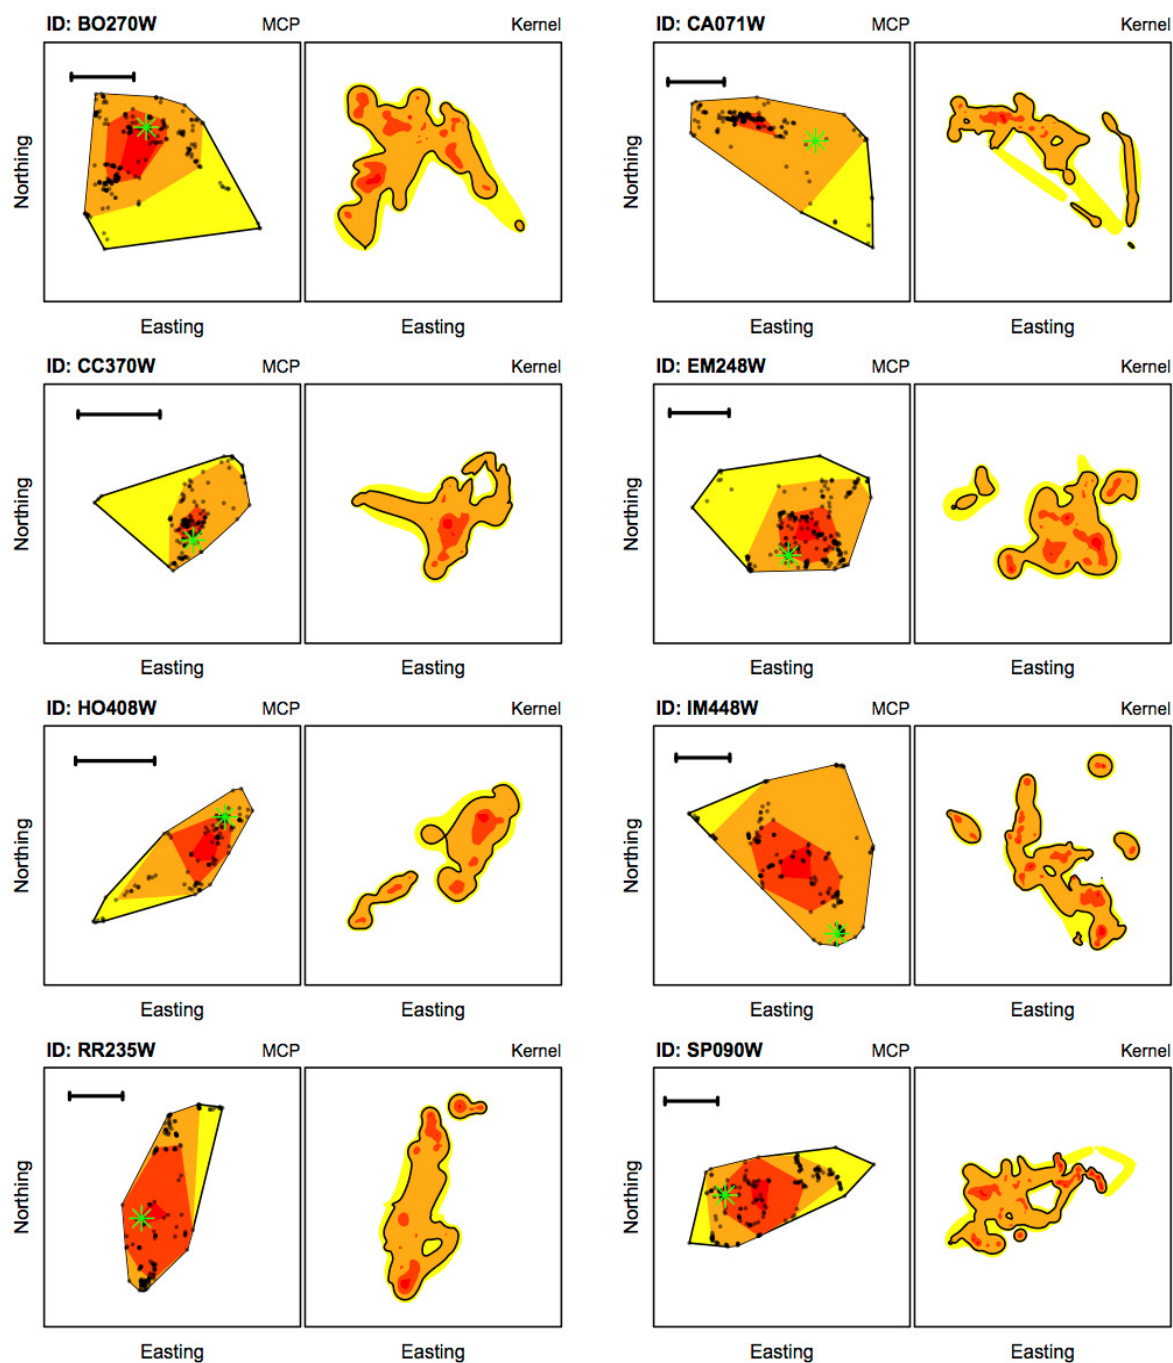 ID: BO270W MCP Kernel ID: CA071W MCP Kernel
Northing Northing
Easting Easting Easting Easting
ID: CC370W MCP Kernel ID: EM248W MCP Kernel
Northing Northing
Easting Easting Easting Easting
ID: HO408W MCP Kernel ID: IM448W MCP Kernel
Northing Northing
Easting Easting Easting Easting
ID: RR235W MCP Kernel ID: SP090W MCP Kernel
Northing Northing
Easting Easting Easting Easting